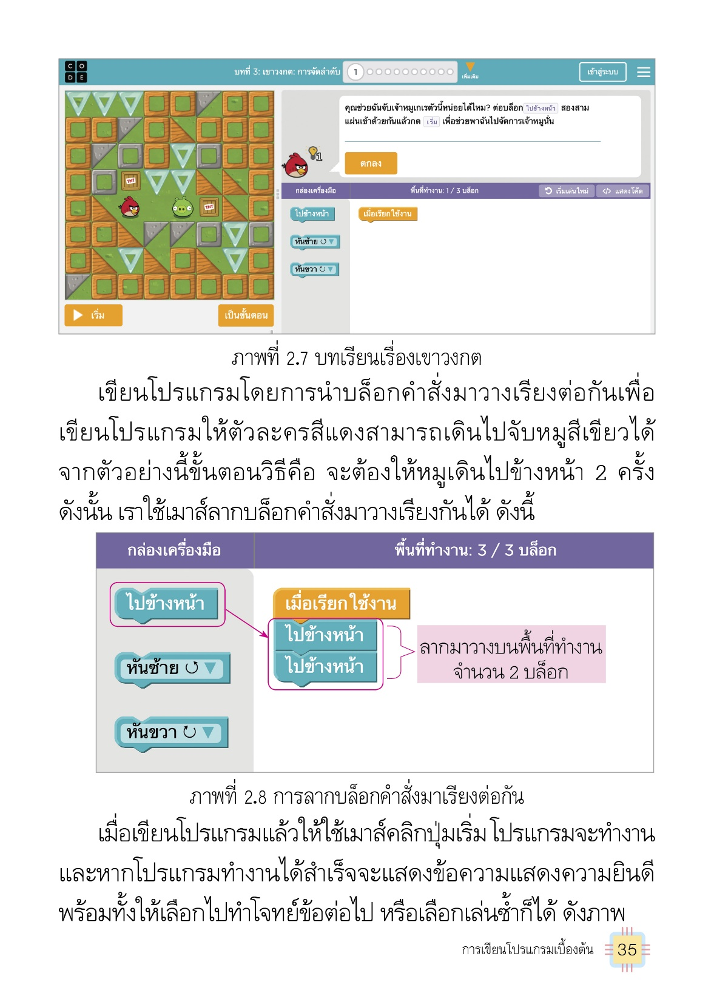 C O
D E
บทที่ 3: เขาวงกต: การจัดลำดับ
1
เพิ่มเติม
เข้าสู่ระบบ
คุณช่วยฉันจับเจ้าหมูเกเรตัวนี้หน่อยได้ไหม? ต่อบล็อก ไปข้างหน้า สองสาม
แผ่นเข้าด้วยกันแล้วกด เริ่ม เพื่อช่วยพาฉันไปจัดการเจ้าหมูนั่น
1
ตกลง
TNT
TNT
กล่องเครื่องมือ
พื้นที่ทำงาน: 1 / 3 บล็อก
เริ่มเล่นใหม่
</> แสดงโค้ด
ไปข้างหน้า
เมื่อเรียกใช้งาน
หันซ้าย ↺ ▼
หันขวา ↻ ▼
เริ่ม
เป็นขั้นตอน
ภาพที่ 2.7 บทเรียนเรื่องเขาวงกต
เขียนโปรแกรมโดยการนำบล็อกคำสั่งมาวางเรียงต่อกันเพื่อ
เขียนโปรแกรมให้ตัวละครสีแดงสามารถเดินไปจับหมูสีเขียวได้
จากตัวอย่างนี้ขั้นตอนวิธีคือ จะต้องให้หมูเดินไปข้างหน้า 2 ครั้ง
ดังนั้น เราใช้เมาส์ลากบล็อกคำสั่งมาวางเรียงกันได้ ดังนี้
กล่องเครื่องมือ
พื้นที่ทำงาน: 3 / 3 บล็อก
ไปข้างหน้า
เมื่อเรียกใช้งาน
ไปข้างหน้า
ไปข้างหน้า
ลากมาวางบนพื้นที่ทำงาน
จำนวน 2 บล็อก
หันซ้าย ↺ ▼
หันขวา ↻ ▼
ภาพที่ 2.8 การลากบล็อกคำสั่งมาเรียงต่อกัน
เมื่อเขียนโปรแกรมแล้วให้ใช้เมาส์คลิกปุ่มเริ่ม โปรแกรมจะทำงาน
และหากโปรแกรมทำงานได้สำเร็จจะแสดงข้อความแสดงความยินดี
พร้อมทั้งให้เลือกไปทำโจทย์ข้อต่อไป หรือเลือกเล่นซ้ำก็ได้ ดังภาพ
การเขียนโปรแกรมเบื้องต้น 35